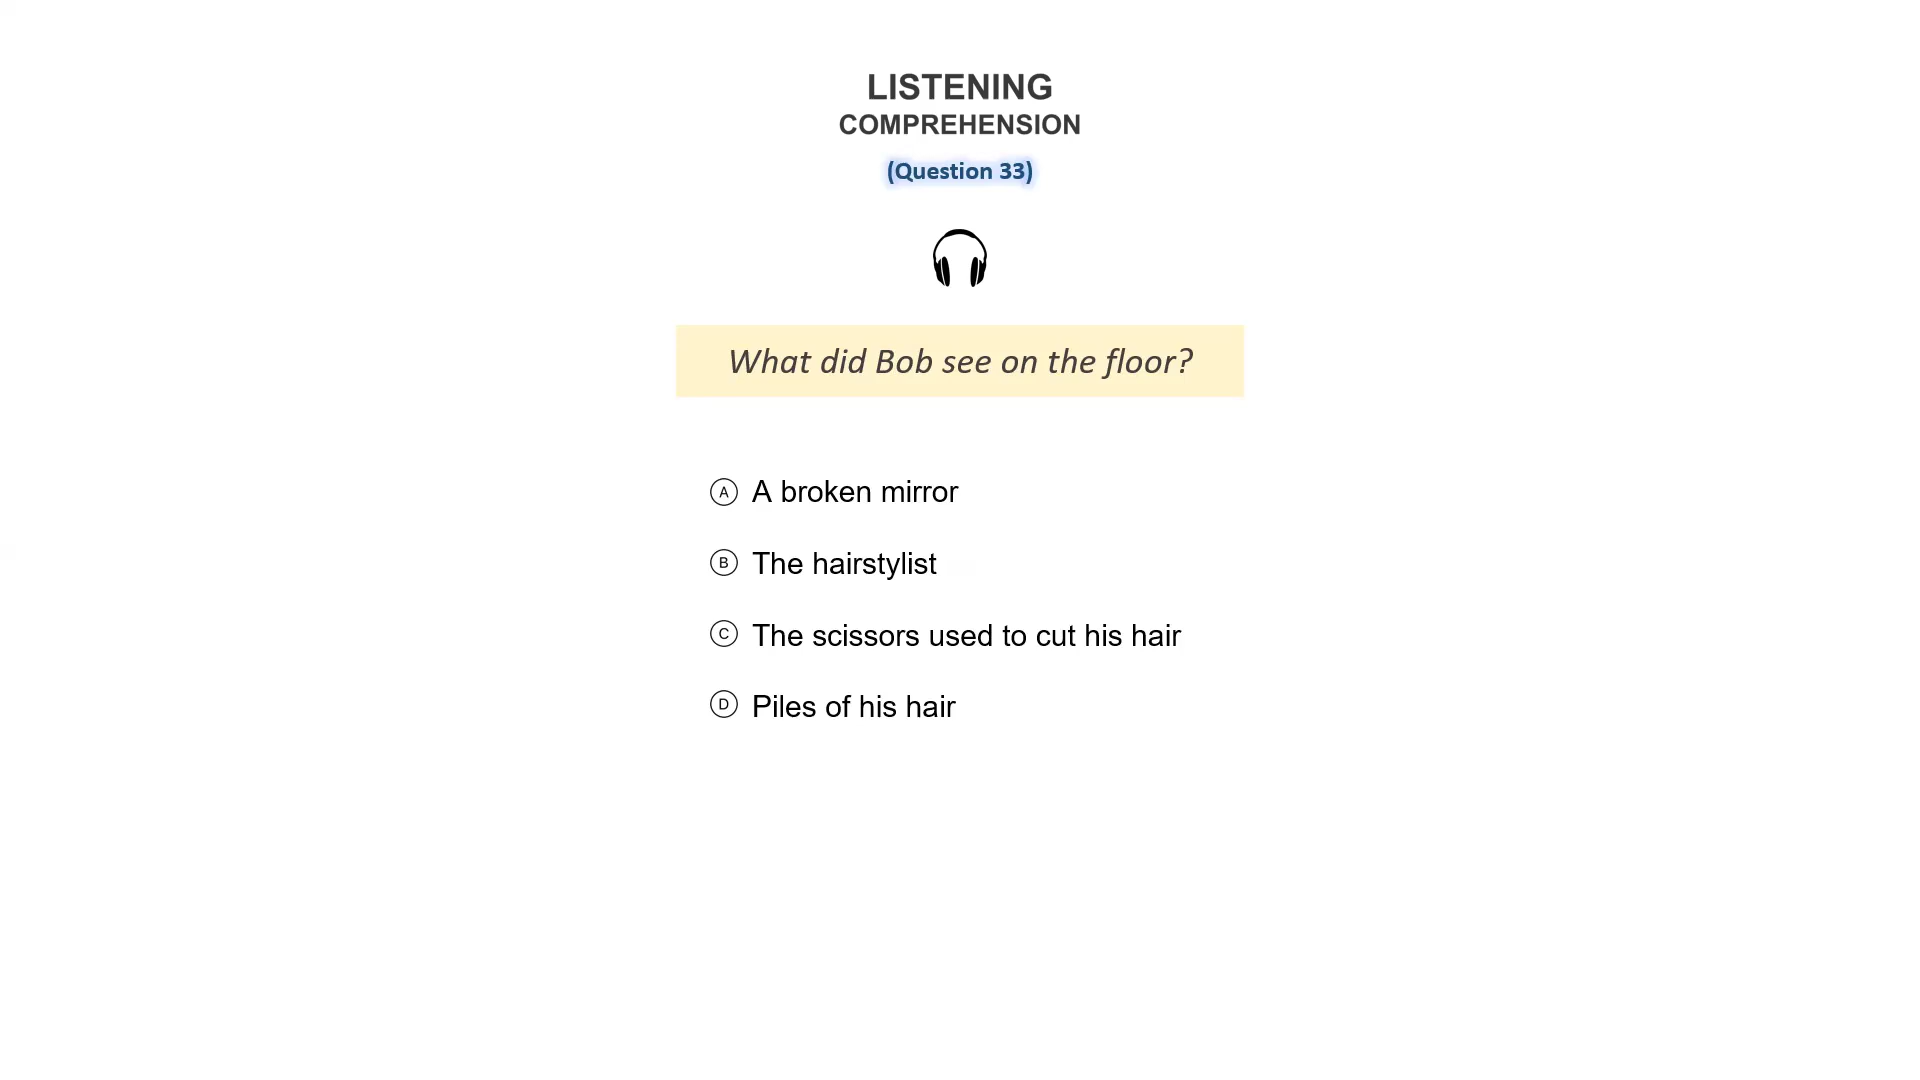 LISTENING
COMPREHENSION
(Question 33)
What did Bob see on the floor?
A A broken mirror
B The hairstylist
C The scissors used to cut his hair
D Piles of his hair